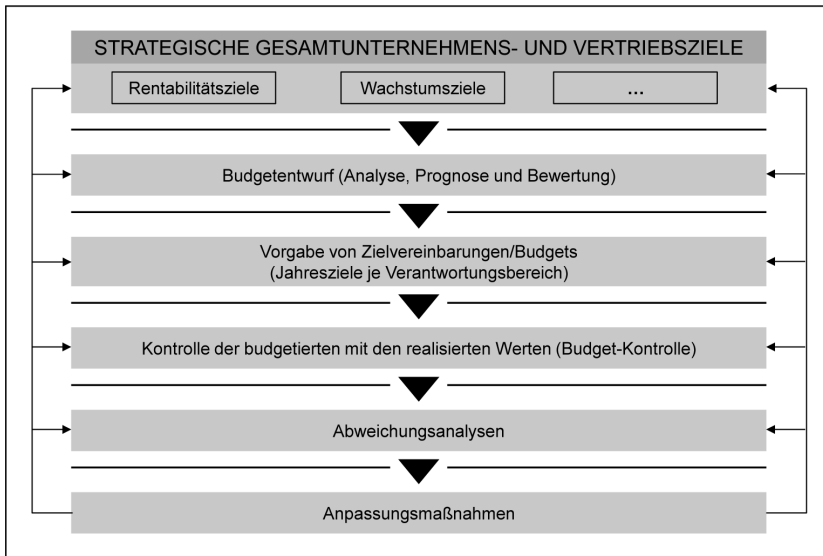 STRATEGISCHE GESAMTUNTERNEHMENS- UND VERTRIEBSZIELE
Rentabilitätsziele
Wachstumsziele
...
Budgetentwurf (Analyse, Prognose und Bewertung)
Vorgabe von Zielvereinbarungen/Budgets
(Jahresziele je Verantwortungsbereich)
Kontrolle der budgetierten mit den realisierten Werten (Budget-Kontrolle)
Abweichungsanalysen
Anpassungsmaßnahmen